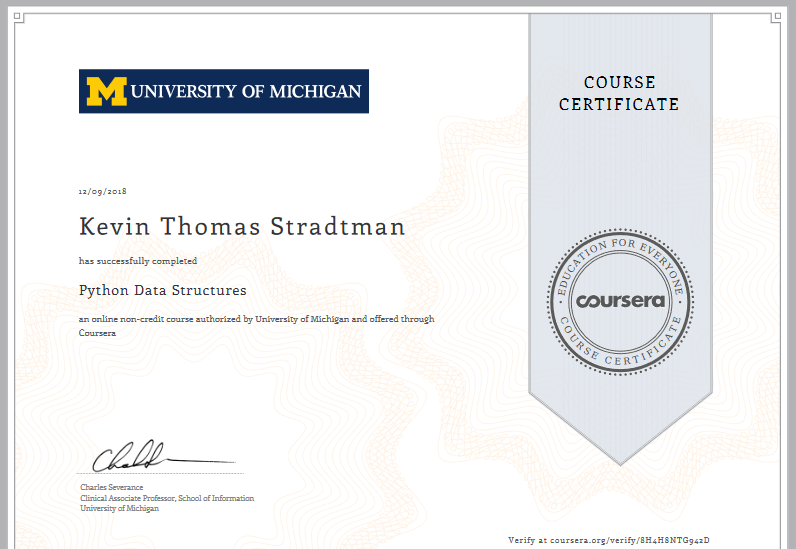 M UNIVERSITY OF MICHIGAN
COURSE
CERTIFICATE
12/09/2018
Kevin Thomas Stradtman
has successfully completed
Python Data Structures
an online non-credit course authorized by University of Michigan and offered through
Coursera
EDUCATION FOR EVERYONE
coursera
COURSE CERTIFICATE
Charles Severance
Clinical Associate Professor, School of Information
University of Michigan
Verify at coursera.org/verify/8H4H8NTG942D